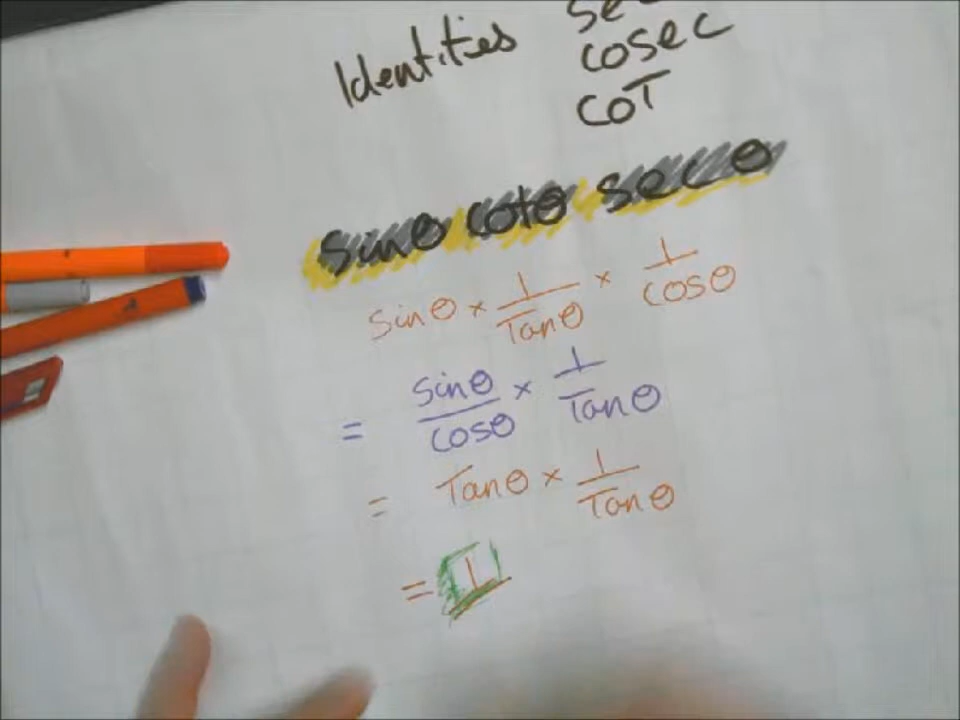 Identities
cosec
COT
sinθ cotθ secθ
sinθ × 1/Tanθ × 1/cosθ
= sinθ/cosθ × 1/Tanθ
= Tanθ × 1/Tanθ
= 1